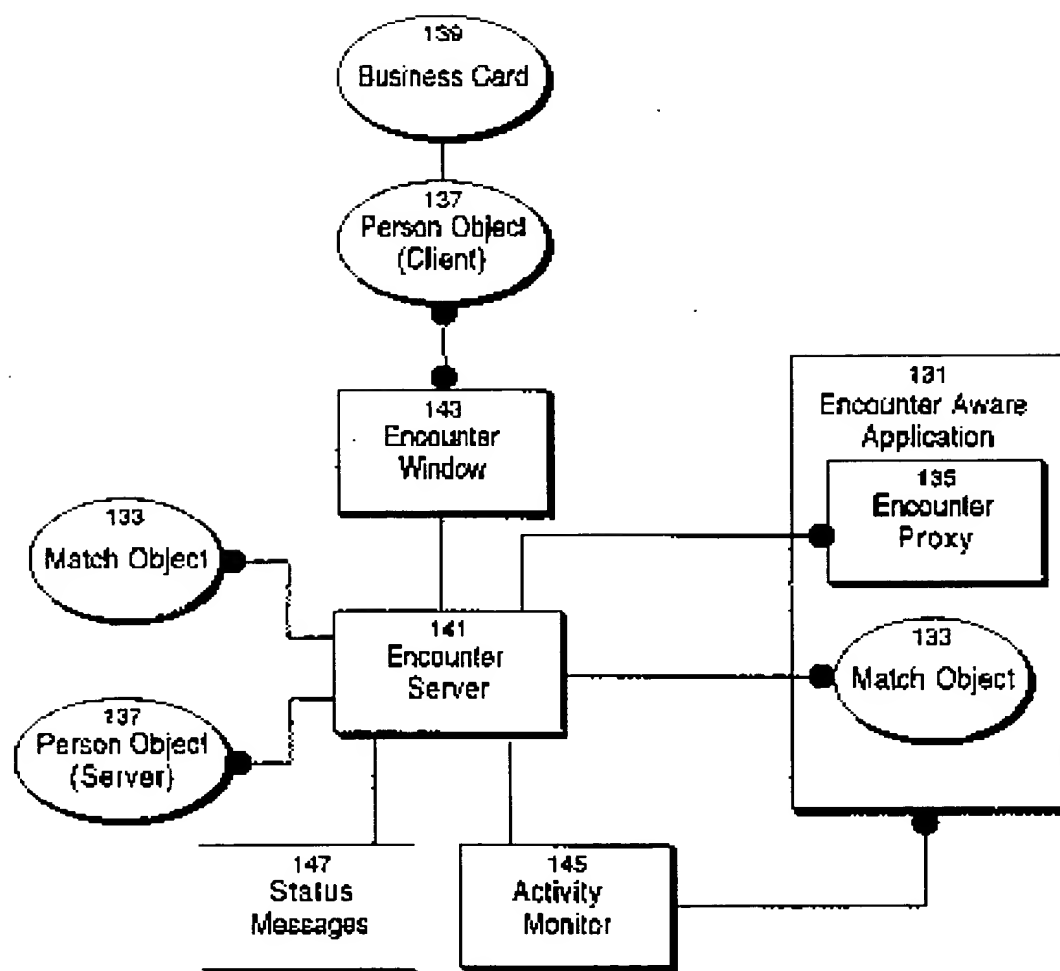 139
Business Card
137
Person Object
(Client)
143
Encounter
Window
131
Encounter Aware
Application
135
Encounter
Proxy
133
Match Object
133
Match Object
141
Encounter
Server
137
Person Object
(Server)
147
Status
Messages
145
Activity
Monitor